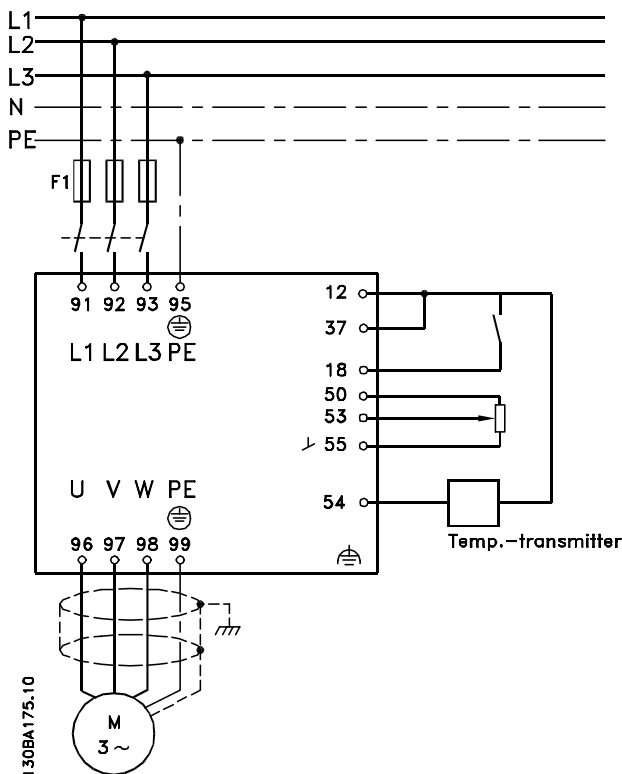 L1
L2
L3
N
PE
F1
91 92 93 95
L1 L2 L3 PE
12
37
18
50
53
55
54
Temp.-transmitter
U V W PE
96 97 98 99
M
3~
130BA175.10